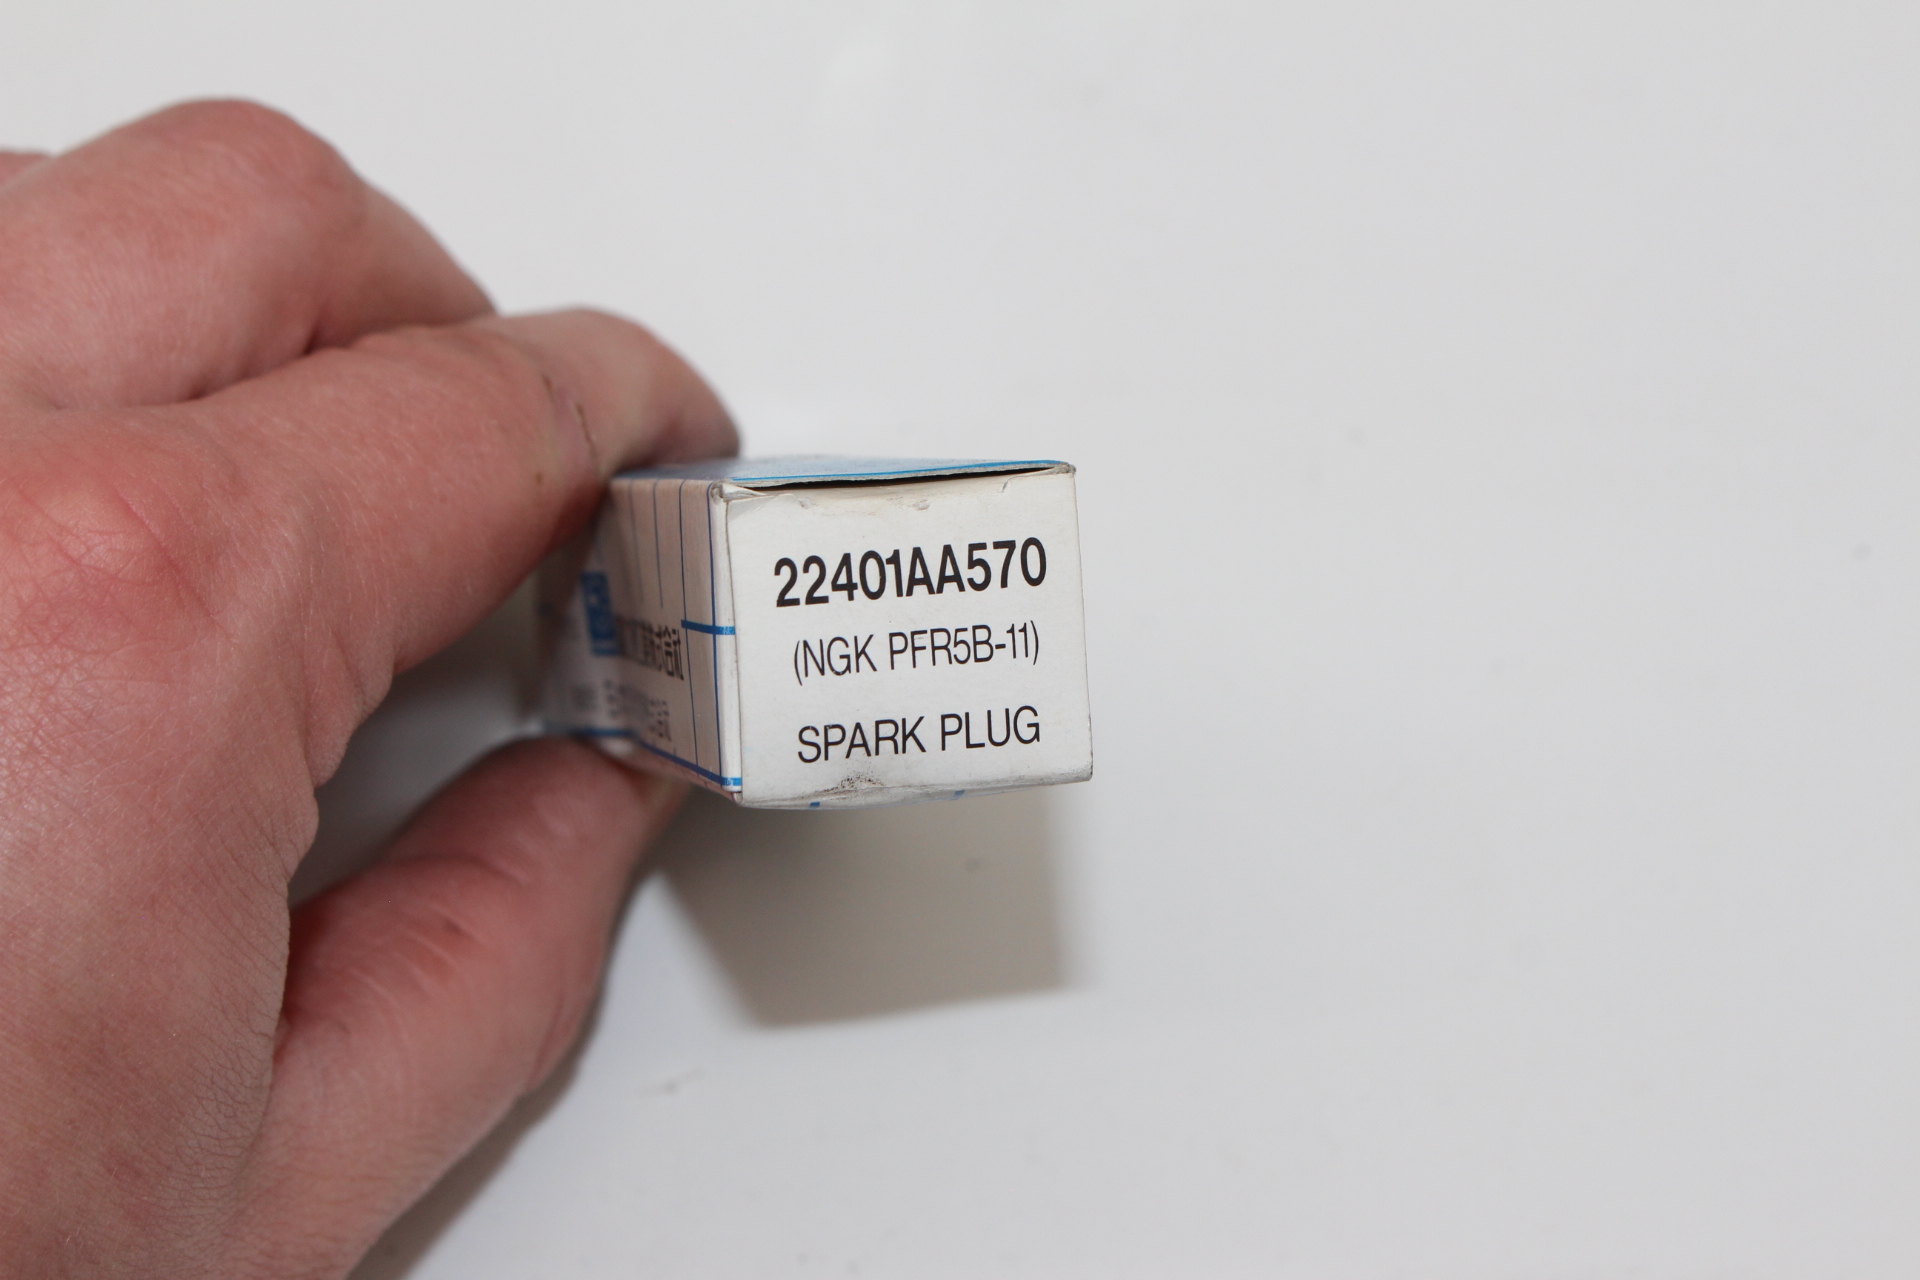 22401AA570
(NGK PFR5B-11)
SPARK PLUG